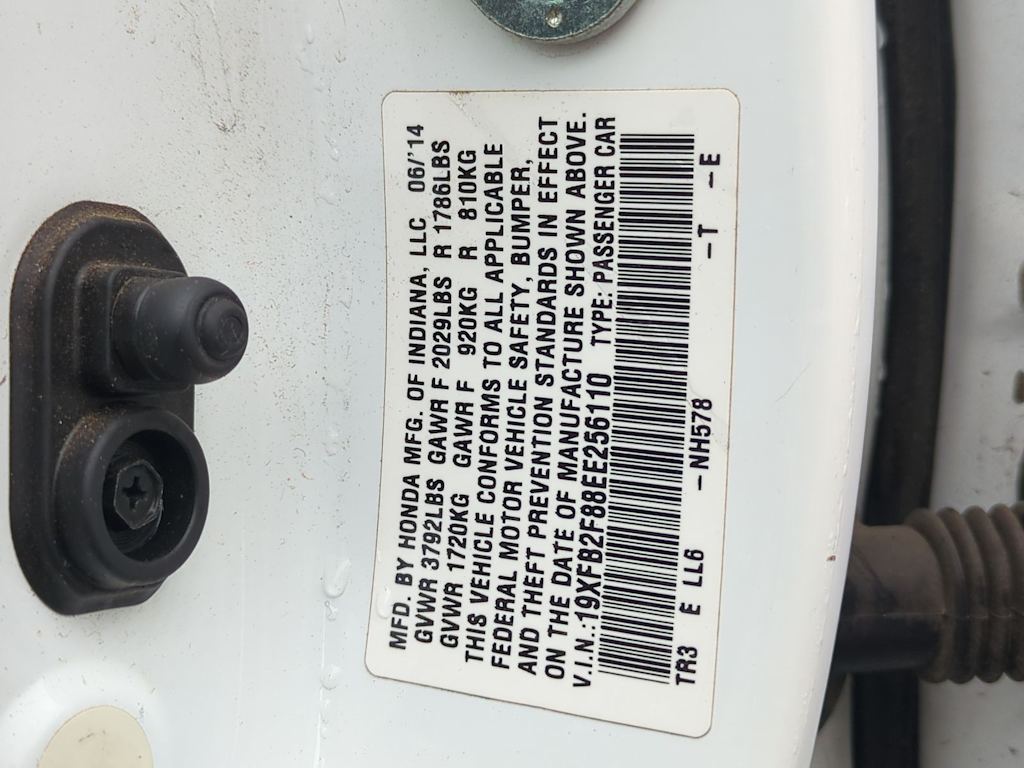 MFD. BY HONDA MFG. OF INDIANA, LLC 06/'14
GVWR 3792LBS GAWR F 2029LBS R 1786LBS
GVWR 1720KG GAWR F 920KG R 810KG
THIS VEHICLE CONFORMS TO ALL APPLICABLE
FEDERAL MOTOR VEHICLE SAFETY, BUMPER,
AND THEFT PREVENTION STANDARDS IN EFFECT
ON THE DATE OF MANUFACTURE SHOWN ABOVE.
V.I.N.:19XFB2F88EE256110 TYPE: PASSENGER CAR
TR3 E LL6 -NH578 -T -E